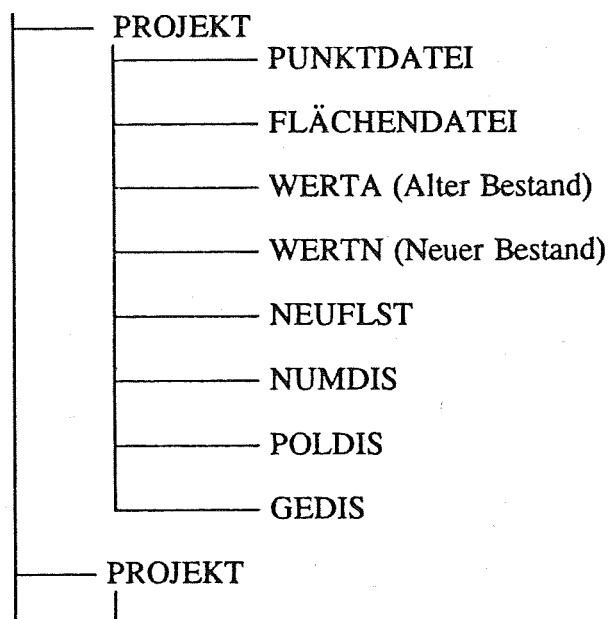 PROJEKT
PUNKTDATEI
FLÄCHENDATEI
WERTA (Alter Bestand)
WERTN (Neuer Bestand)
NEUFLST
NUMDIS
POLDIS
GEDIS
PROJEKT